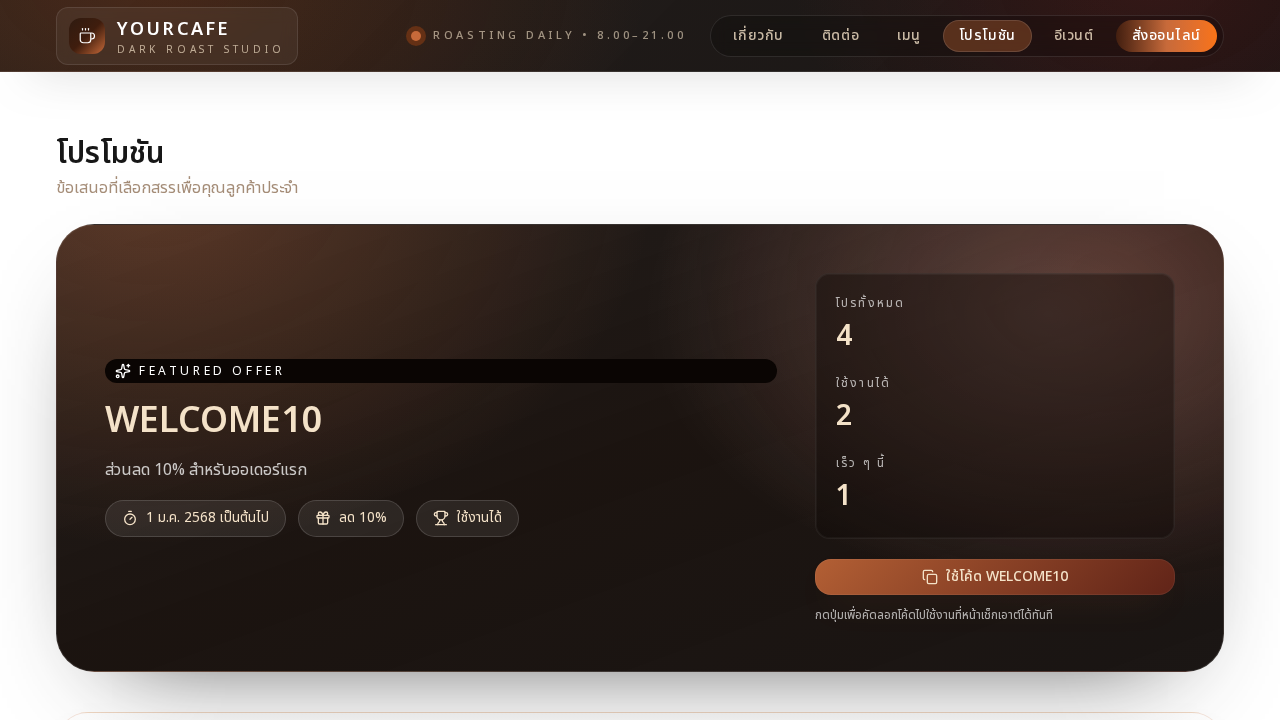 YOURCAFE
DARK ROAST STUDIO
ROASTING DAILY • 8.00–21.00
เกี่ยวกับ
ติดต่อ
เมนู
โปรโมชัน
อีเวนต์
สั่งออนไลน์
โปรโมชัน
ข้อเสนอที่เลือกสรรเพื่อคุณลูกค้าประจำ
FEATURED OFFER
WELCOME10
ส่วนลด 10% สำหรับออเดอร์แรก
1 ม.ค. 2568 เป็นต้นไป
ลด 10%
ใช้งานได้
โปรทั้งหมด
4
ใช้งานได้
2
เร็ว ๆ นี้
1
ใช้โค้ด WELCOME10
กดปุ่มเพื่อคัดลอกโค้ดไปใช้งานที่หน้าเช็กเอาต์ได้ทันที